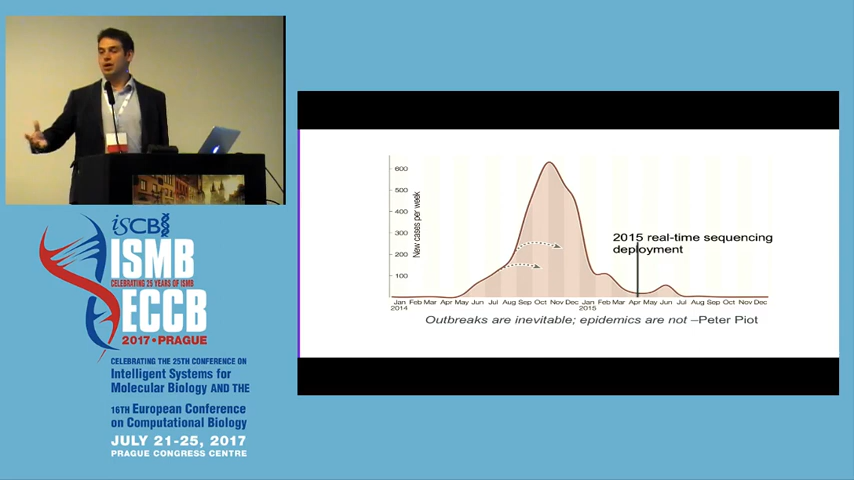 iSCB
ISMB
CELEBRATING 25 YEARS OF ISMB
ECCB
2017 • PRAGUE
CELEBRATING THE 25TH CONFERENCE ON
Intelligent Systems for
Molecular Biology AND THE
16TH European Conference
on Computational Biology
JULY 21-25, 2017
PRAGUE CONGRESS CENTRE
600
500
400
300
200
100
New cases per week
2015 real-time sequencing
deployment
Jan Feb Mar Apr May Jun Jul Aug Sep Oct Nov Dec Jan Feb Mar Apr May Jun Jul Aug Sep Oct Nov Dec
2014 2015
Outbreaks are inevitable; epidemics are not –Peter Piot